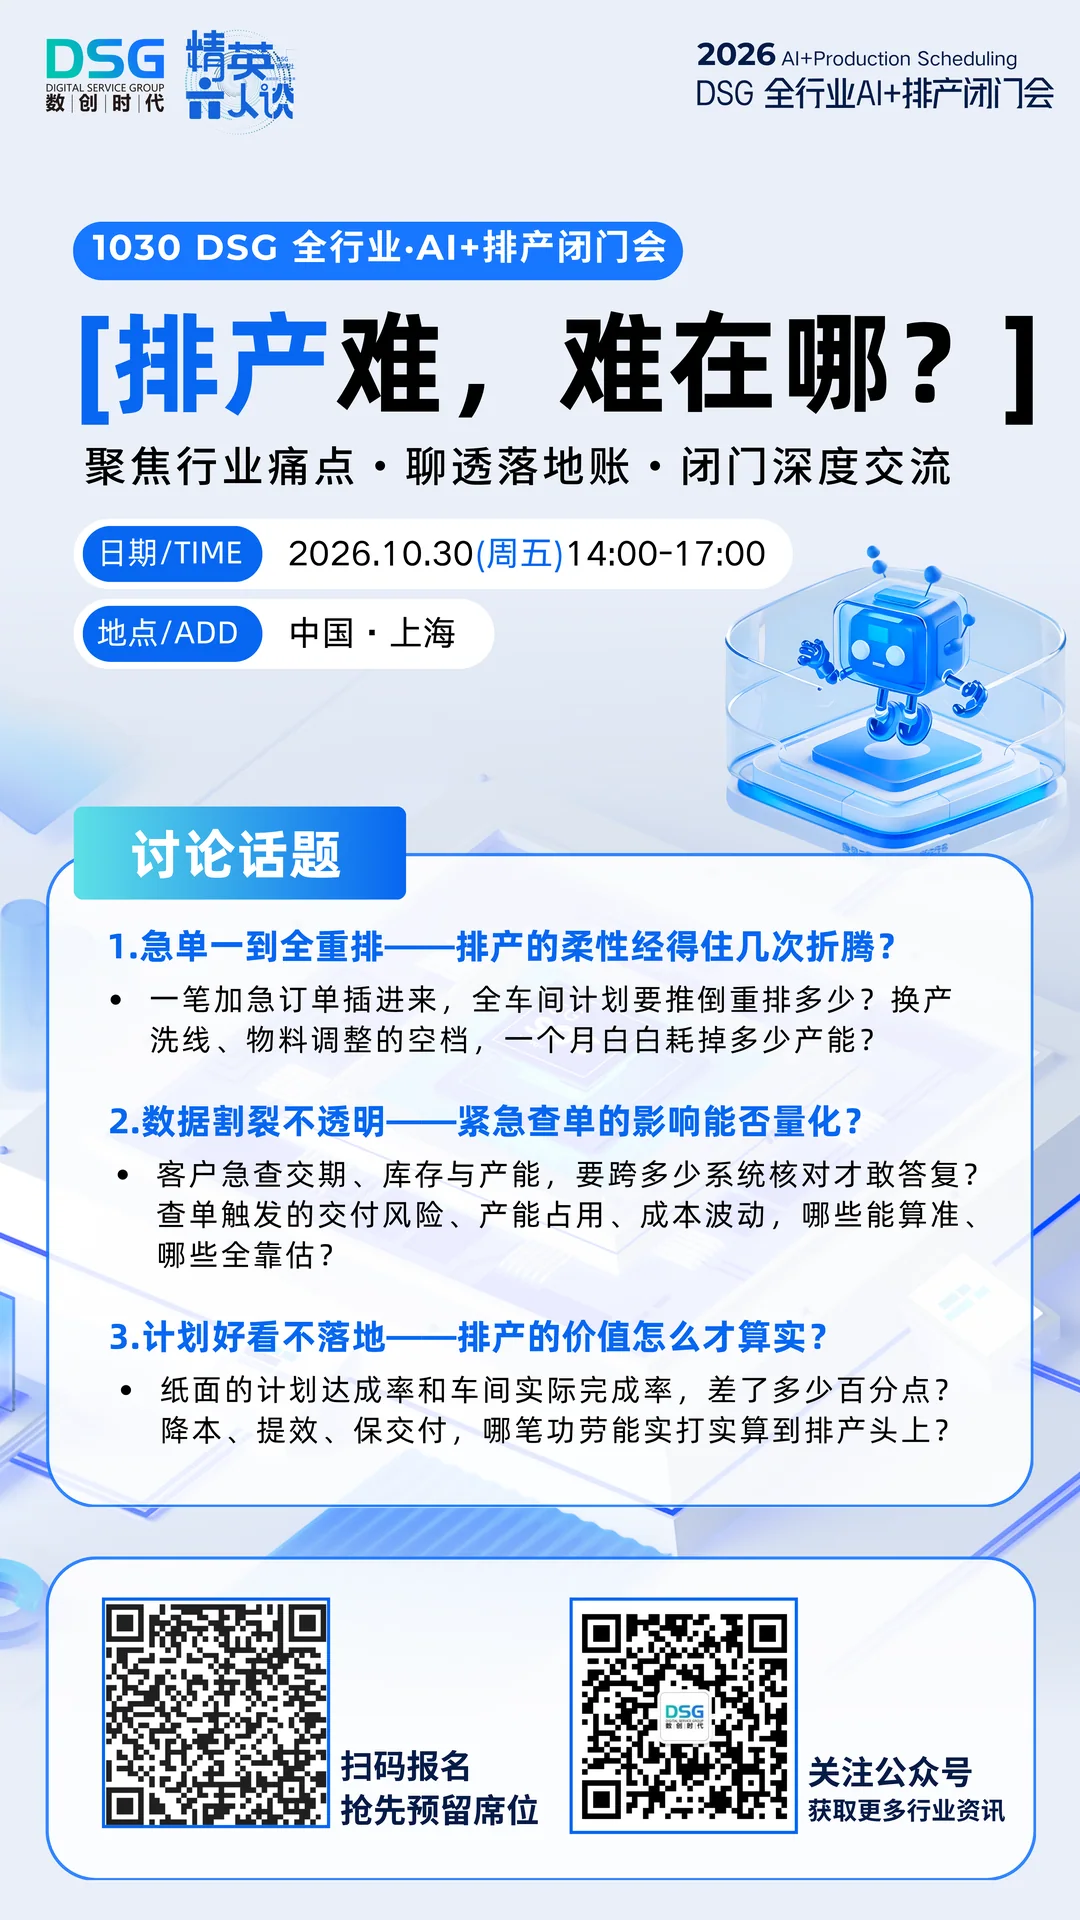 DSG
DIGITAL SERVICE GROUP
数|创|时|代
精英六人谈
2026 AI+Production Scheduling
DSG 全行业AI+排产闭门会
1030 DSG 全行业·AI+排产闭门会
[排产难，难在哪？]
聚焦行业痛点·聊透落地账·闭门深度交流
日期/TIME 2026.10.30(周五)14:00-17:00
地点/ADD 中国·上海
讨论话题
1.急单一到全重排——排产的柔性经得住几次折腾？
• 一笔加急订单插进来，全车间计划要推倒重排多少？换产
洗线、物料调整的空档，一个月白白耗掉多少产能？
2.数据割裂不透明——紧急查单的影响能否量化？
• 客户急查交期、库存与产能，要跨多少系统核对才敢答复？
查单触发的交付风险、产能占用、成本波动，哪些能算准、
哪些全靠估？
3.计划好看不落地——排产的价值怎么才算实？
• 纸面的计划达成率和车间实际完成率，差了多少百分点？
降本、提效、保交付，哪笔功劳能实打实算到排产头上？
扫码报名
抢先预留席位
DSG
DIGITAL SERVICE GROUP
数|创|时|代
关注公众号
获取更多行业资讯